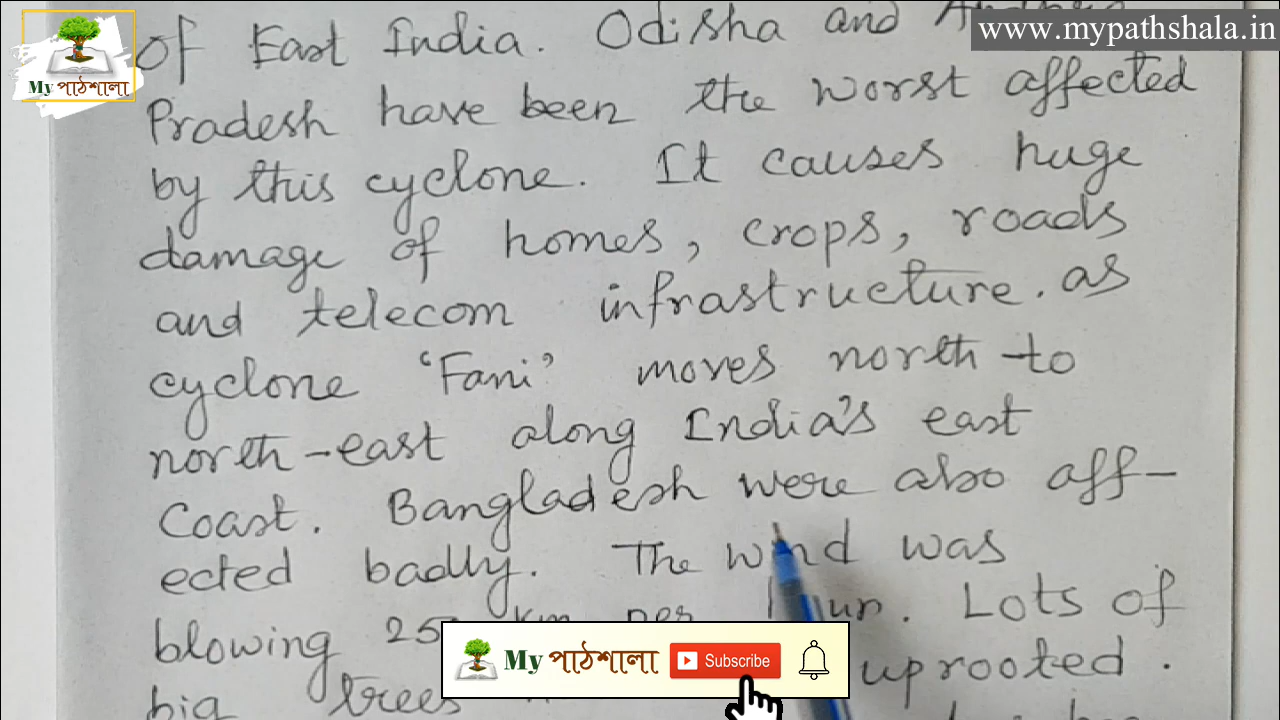 www.mypathshala.in
My পাঠশালা
of East India. Odisha and Andhra
Pradesh have been the worst affected
by this cyclone. It causes huge
damage of homes, crops, roads
and telecom infrastructure. as
cyclone ‘Fani’ moves north-to
north-east along India's east
Coast. Bangladesh were also aff-
ected badly. The wind was
blowing km per hour. Lots of
big trees uprooted.
My পাঠশালা Subscribe